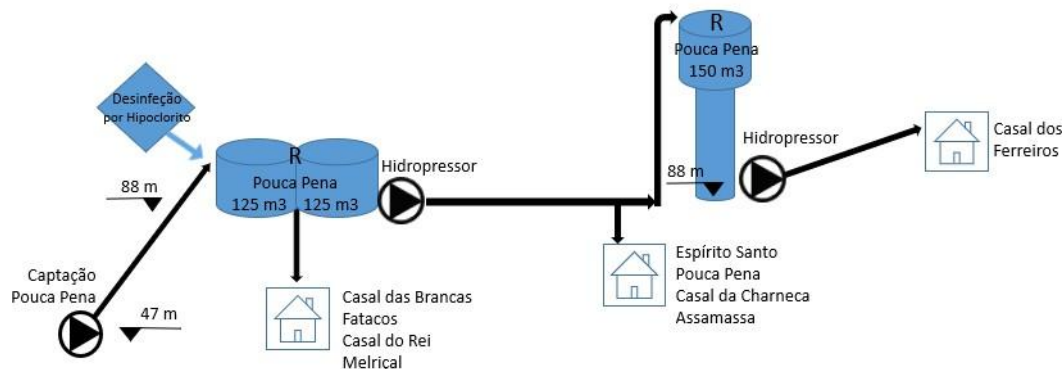 Desinfeção
por Hipoclorito
88 m
Captação
Pouca Pena
47 m
R
Pouca Pena
125 m3 125 m3
Hidropressor
Casal das Brancas
Fatacos
Casal do Rei
Melriçal
Espírito Santo
Pouca Pena
Casal da Charneca
Assamassa
R
Pouca Pena
150 m3
88 m
Hidropressor
Casal dos
Ferreiros